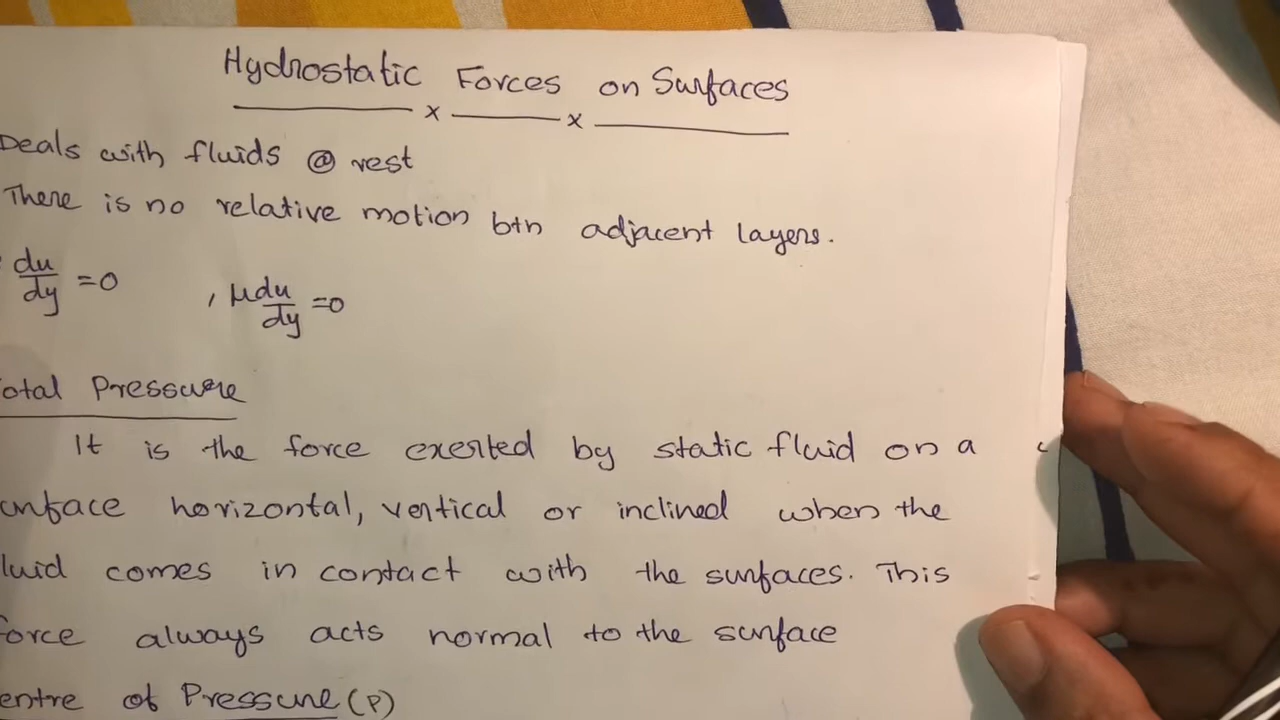 Hydrostatic Forces on Surfaces
Deals with fluids @ rest
There is no relative motion btn adjacent layers.
du/dy =0 , μdu/dy =0
otal Pressure
It is the force exerted by static fluid on a
urface horizontal, vertical or inclined when the
luid comes in contact with the surfaces. This
force always acts normal to the surface
entre of Pressure (P)